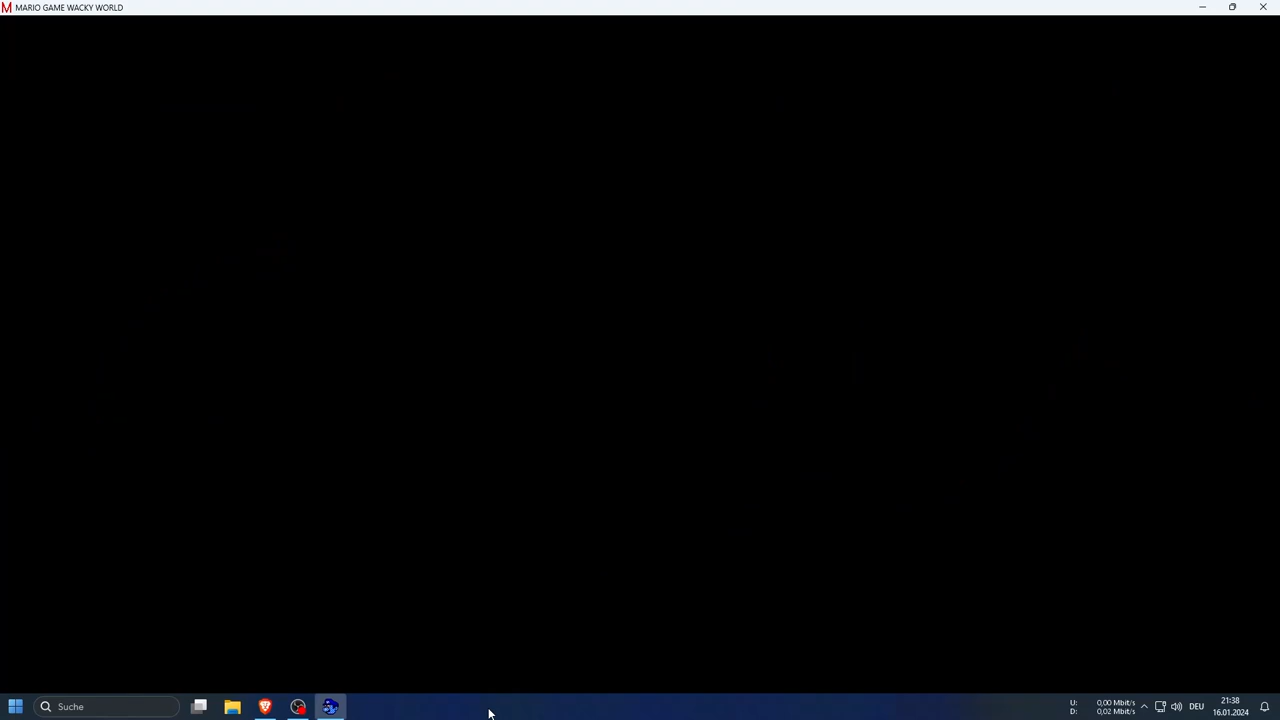 M MARIO GAME WACKY WORLD
Suche
U: 0,00 Mbit/s
D: 0,02 Mbit/s
DEU
21:38
16.01.2024